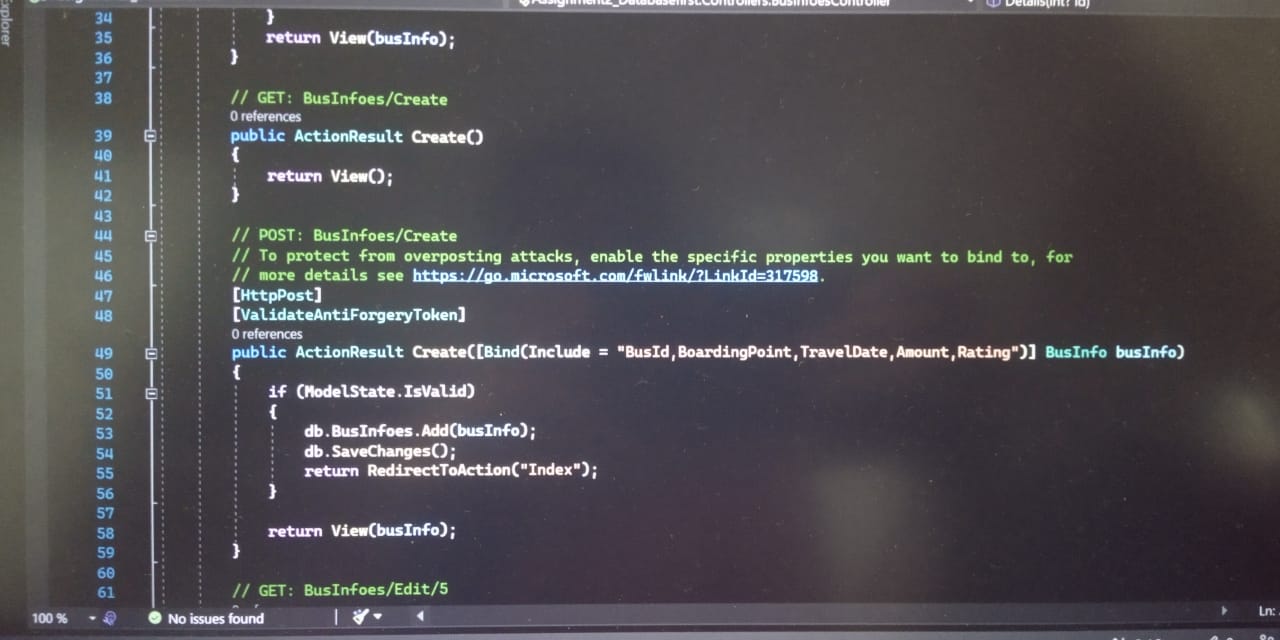 Explorer
Assignment2_Databasefirst.Controllers.BusInfoesController Details(int? id)
34 }
35 return View(busInfo);
36 }
37
38 // GET: BusInfoes/Create
0 references
39 public ActionResult Create()
40 {
41 return View();
42 }
43
44 // POST: BusInfoes/Create
45 // To protect from overposting attacks, enable the specific properties you want to bind to, for
46 // more details see https://go.microsoft.com/fwlink/?LinkId=317598.
47 [HttpPost]
48 [ValidateAntiForgeryToken]
0 references
49 public ActionResult Create([Bind(Include = "BusId,BoardingPoint,TravelDate,Amount,Rating")] BusInfo busInfo)
50 {
51 if (ModelState.IsValid)
52 {
53 db.BusInfoes.Add(busInfo);
54 db.SaveChanges();
55 return RedirectToAction("Index");
56 }
57
58 return View(busInfo);
59 }
60
61 // GET: BusInfoes/Edit/5
100 % No issues found Ln: